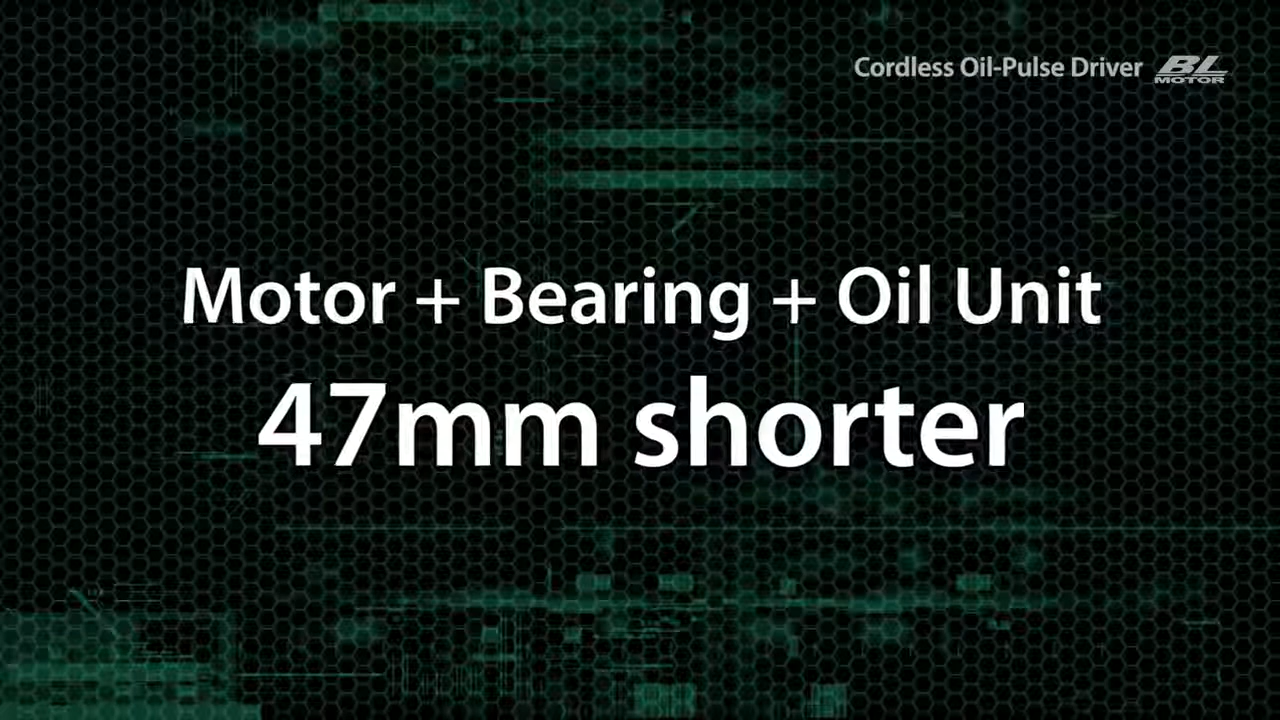 Cordless Oil-Pulse Driver BL MOTOR
Motor + Bearing + Oil Unit
47mm shorter